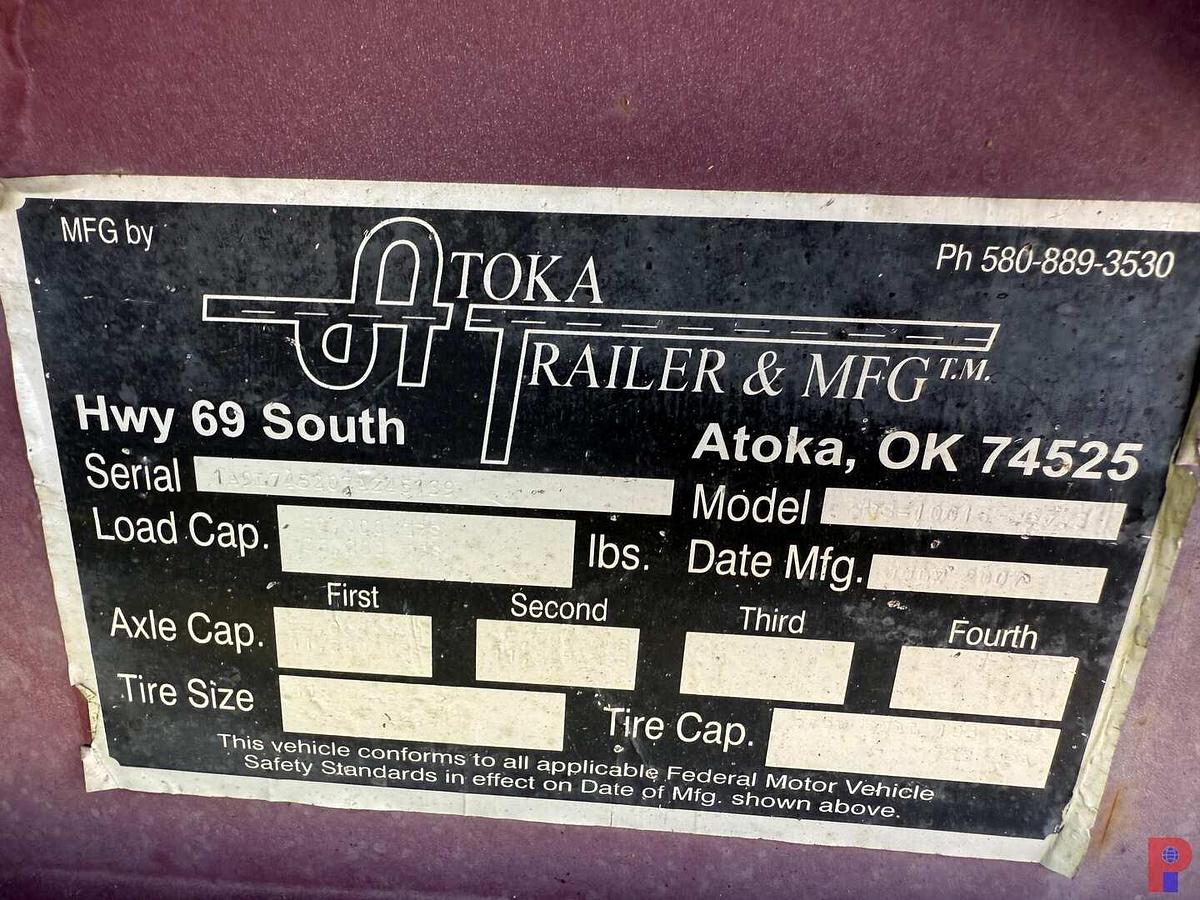 MFG by
Ph 580-889-3530
ATOKA
TRAILER & MFG T.M.
Hwy 69 South
Atoka, OK 74525
Serial
Model
Load Cap. lbs.
Date Mfg.
First Second Third Fourth
Axle Cap.
Tire Size
Tire Cap.
This vehicle conforms to all applicable Federal Motor Vehicle
Safety Standards in effect on Date of Mfg. shown above.